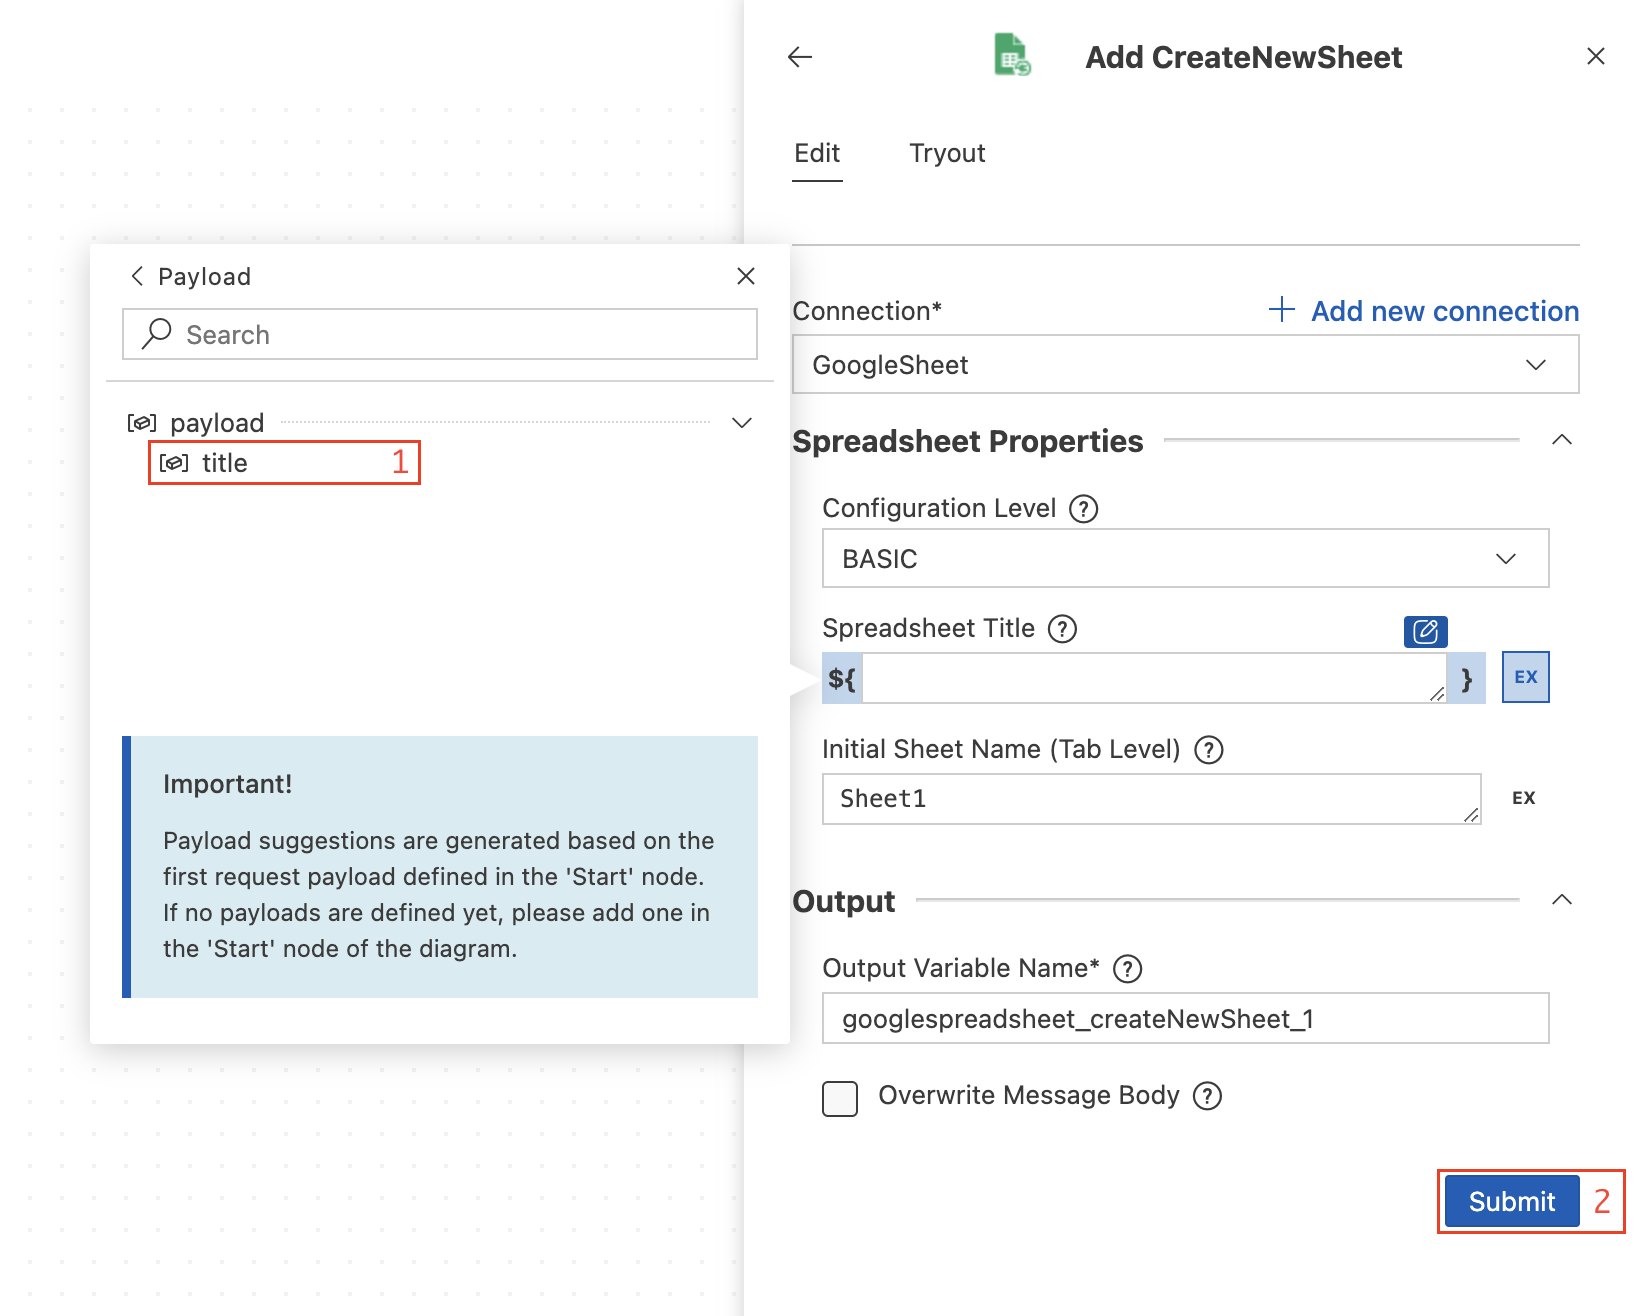 Add CreateNewSheet
Edit Tryout
Payload
Search
payload
title 1
Important!
Payload suggestions are generated based on the
first request payload defined in the 'Start' node.
If no payloads are defined yet, please add one in
the 'Start' node of the diagram.
Connection* Add new connection
GoogleSheet
Spreadsheet Properties
Configuration Level ?
BASIC
Spreadsheet Title ?
${ } EX
Initial Sheet Name (Tab Level) ?
Sheet1 EX
Output
Output Variable Name* ?
googlespreadsheet_createNewSheet_1
Overwrite Message Body ?
Submit 2